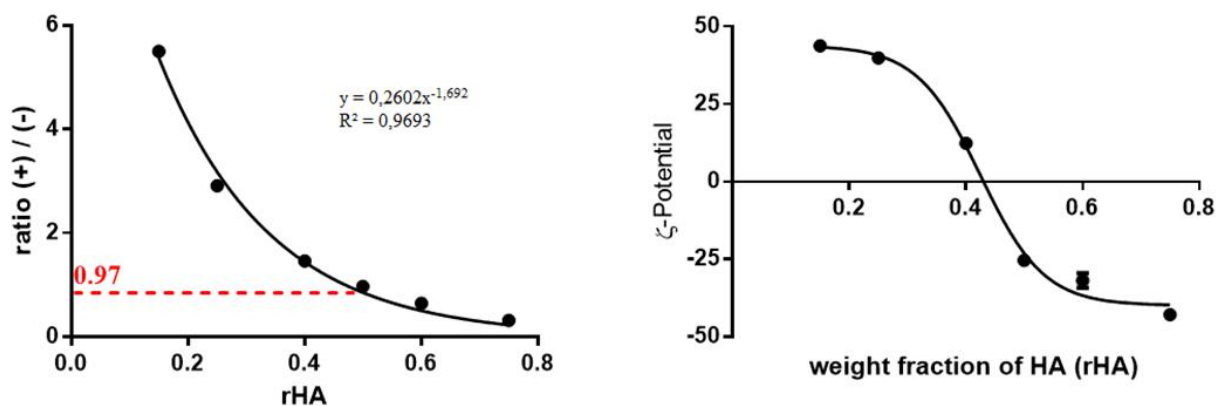 6
4
2
0
ratio (+) / (-)
y = 0,2602x-1,692
R² = 0,9693
0.97
0.0 0.2 0.4 0.6 0.8
rHA
50
25
0
-25
-50
ζ-Potential
0.2 0.4 0.6 0.8
weight fraction of HA (rHA)